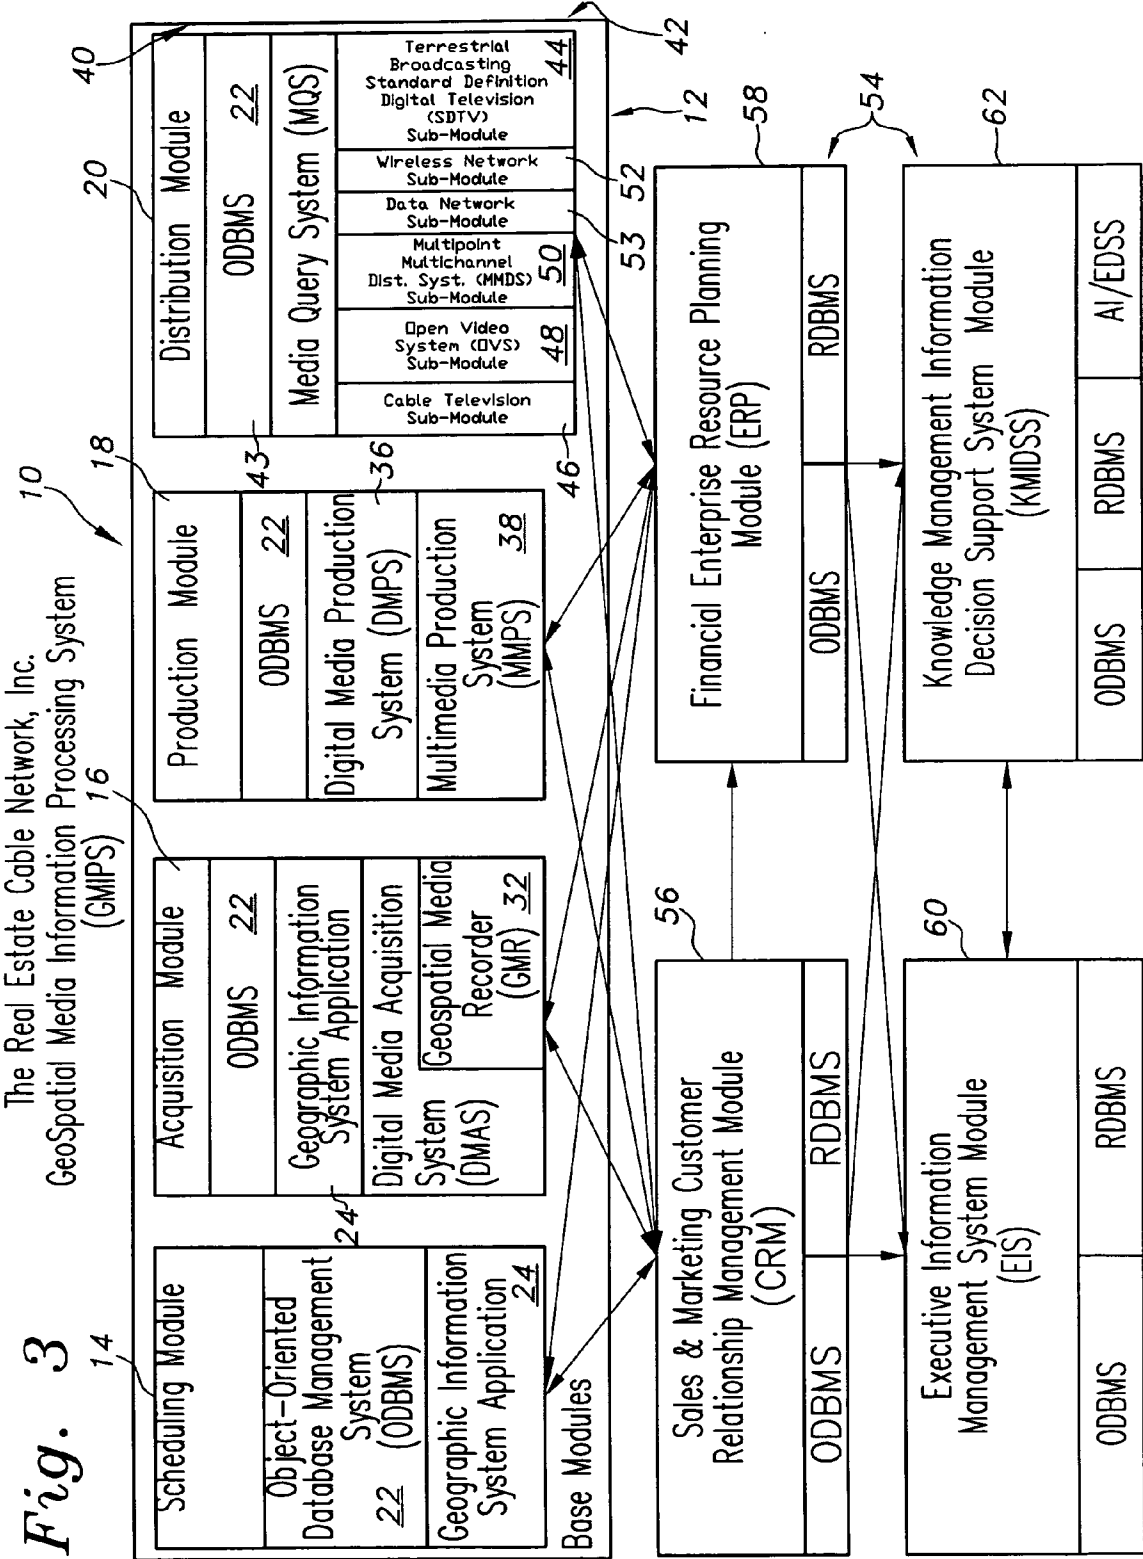 Fig. 3
The Real Estate Cable Network, Inc.
GeoSpatial Media Information Processing System
(GMIPS)
10
14
Scheduling Module
Object-Oriented
Database Management
System
(ODBMS)
22
Geographic Information
System Application
24
Base Modules
16
Acquisition Module
ODBMS
22
Geographic Information
System Application
24
Digital Media Acquisition
System
(DMAS)
Geospatial Media
Recorder
(GMR)
32
18
Production Module
ODBMS
22
Digital Media Production
System (DMPS)
36
Multimedia Production
System
(MMPS)
38
20
Distribution Module
ODBMS
22
43
Media Query System (MQS)
40
42
Cable Television
Sub-Module
46
Open Video
System (OVS)
Sub-Module
48
Multipoint
Multichannel
Dist. Syst. (MMDS)
Sub-Module
50
Data Network
Sub-Module
53
Wireless Network
Sub-Module
52
Terrestrial
Broadcasting
Standard Definition
Digital Television
(SDTV)
Sub-Module
44
12
56
Sales & Marketing Customer
Relationship Management Module
(CRM)
ODBMS
RDBMS
58
Financial Enterprise Resource Planning
Module (ERP)
ODBMS
RDBMS
54
60
Executive Information
Management System Module
(EIS)
ODBMS
RDBMS
62
Knowledge Management Information
Decision Support System Module
(KMIDSS)
ODBMS
RDBMS
AI/EDSS